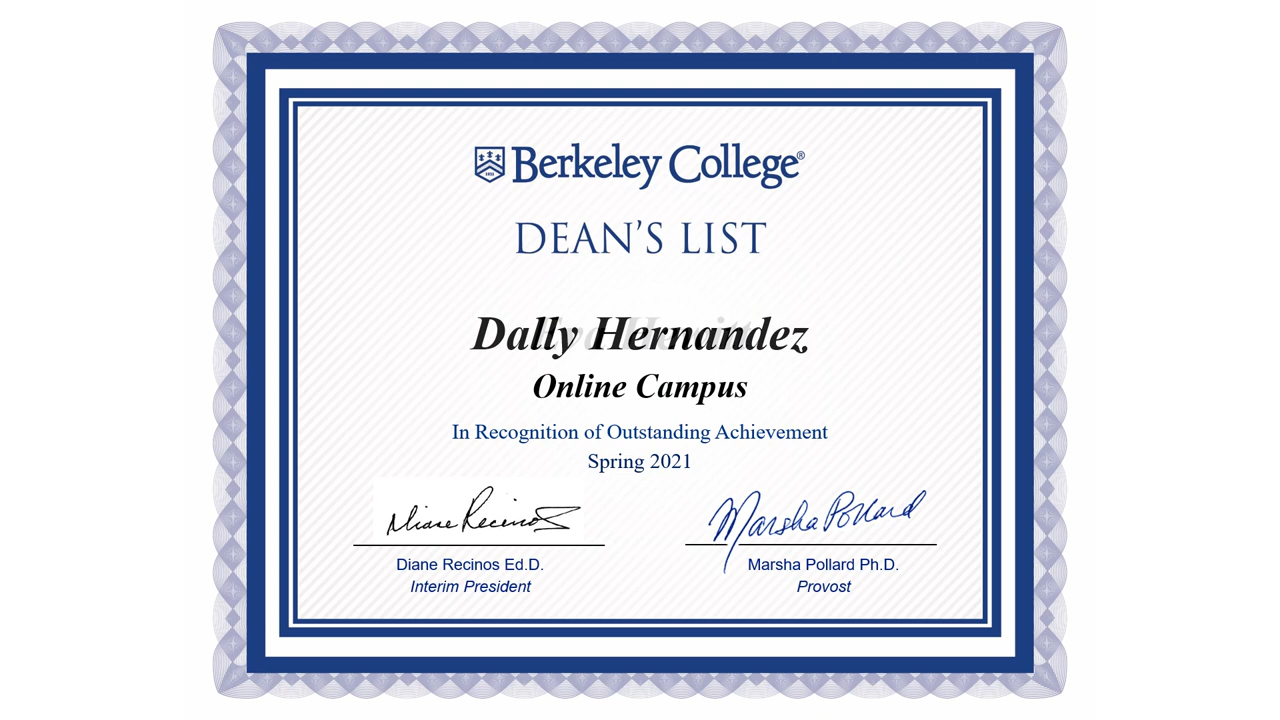 Berkeley College®
DEAN'S LIST
Dally Hernandez
Online Campus
In Recognition of Outstanding Achievement
Spring 2021
Diane Recinos
Marsha Pollard
Diane Recinos Ed.D.
Marsha Pollard Ph.D.
Interim President
Provost